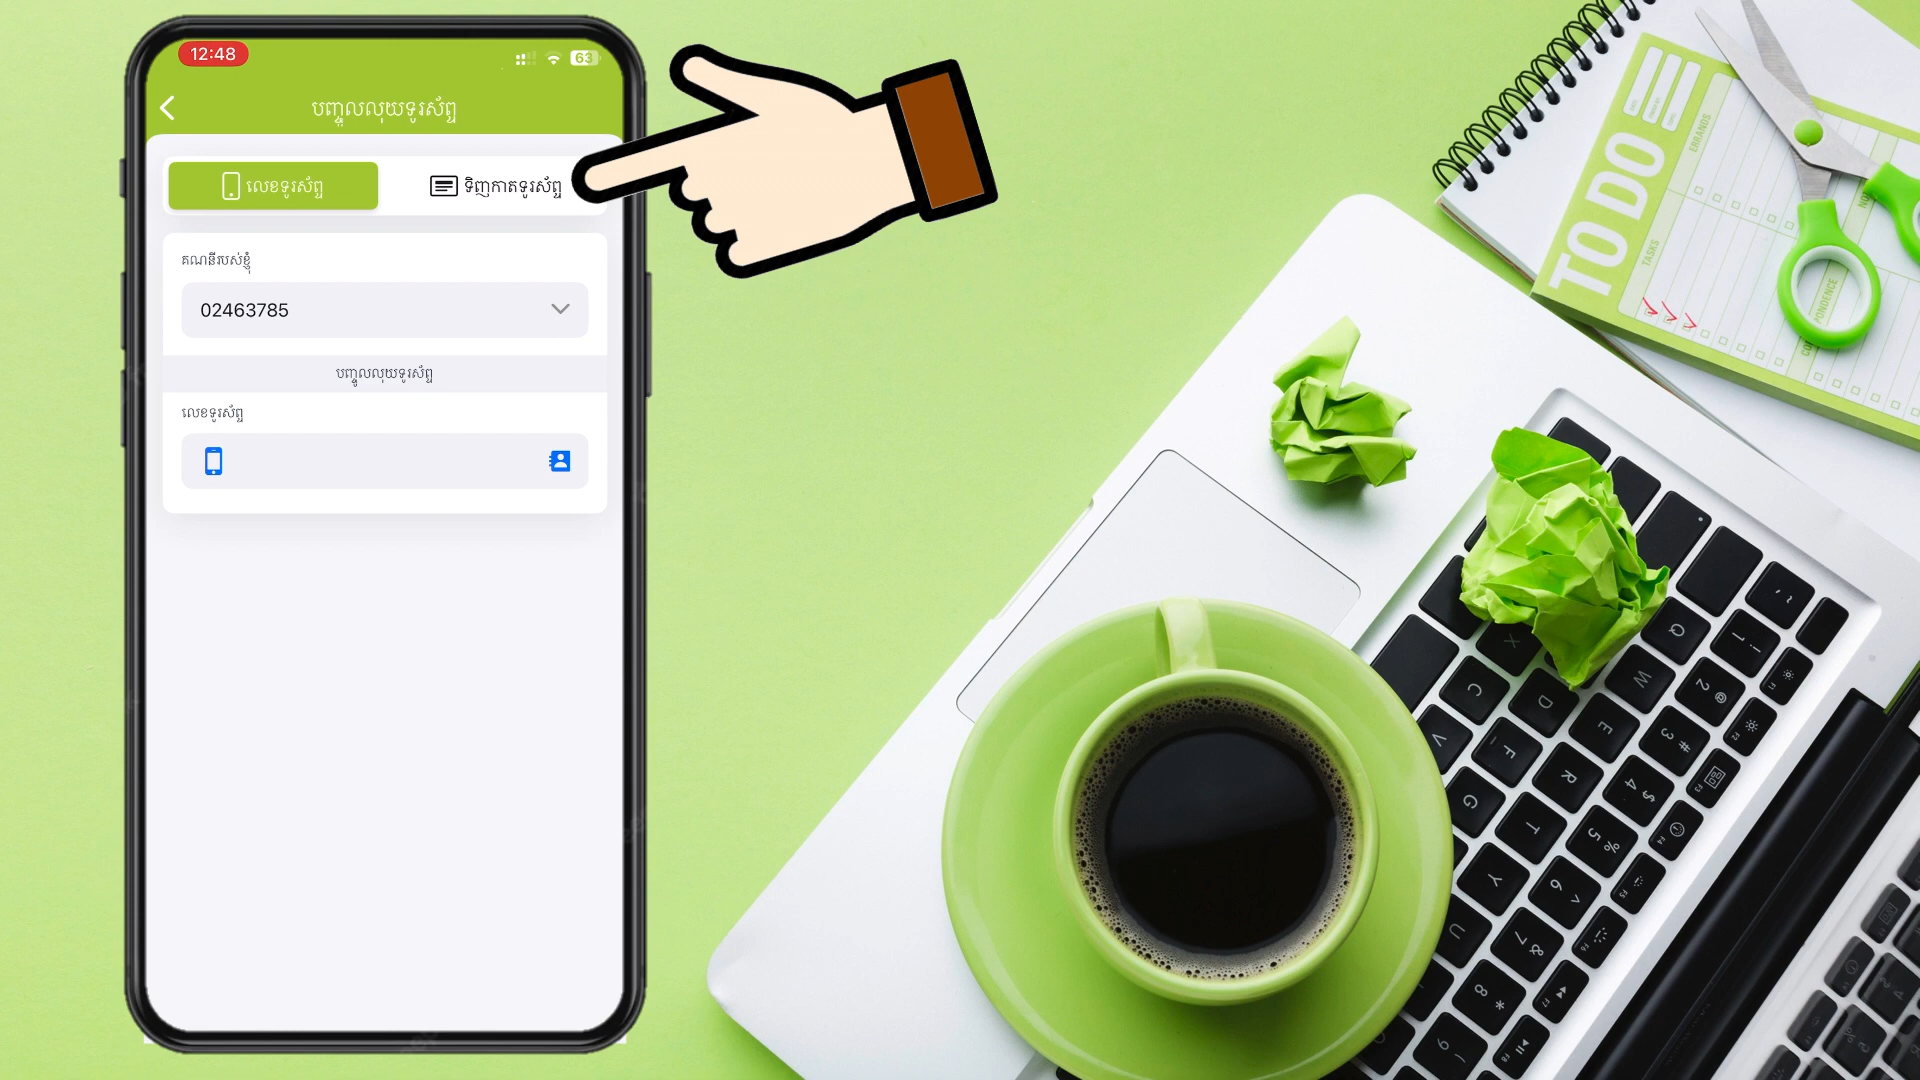 12:48
63
បញ្ចូលលុយទូរស័ព្ទ
លេខទូរស័ព្ទ
ទិញកាតទូរស័ព្ទ
គណនីរបស់ខ្ញុំ
02463785
បញ្ចូលលុយទូរស័ព្ទ
លេខទូរស័ព្ទ
TO DO
ERRANDS
TASKS